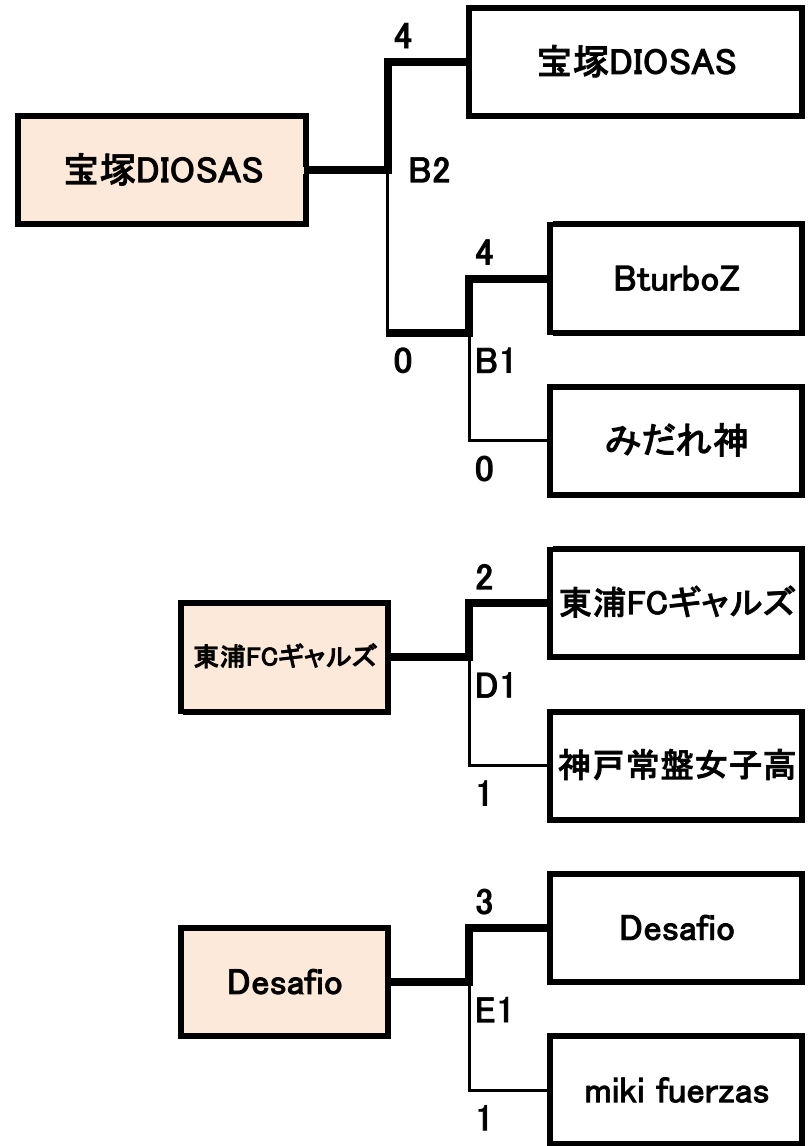 4
宝塚DIOSAS
宝塚DIOSAS
B2
4
BturboZ
0
B1
みだれ神
0
2
東浦FCギャルズ
東浦FCギャルズ
D1
神戸常盤女子高
1
3
Desafio
Desafio
E1
miki fuerzas
1